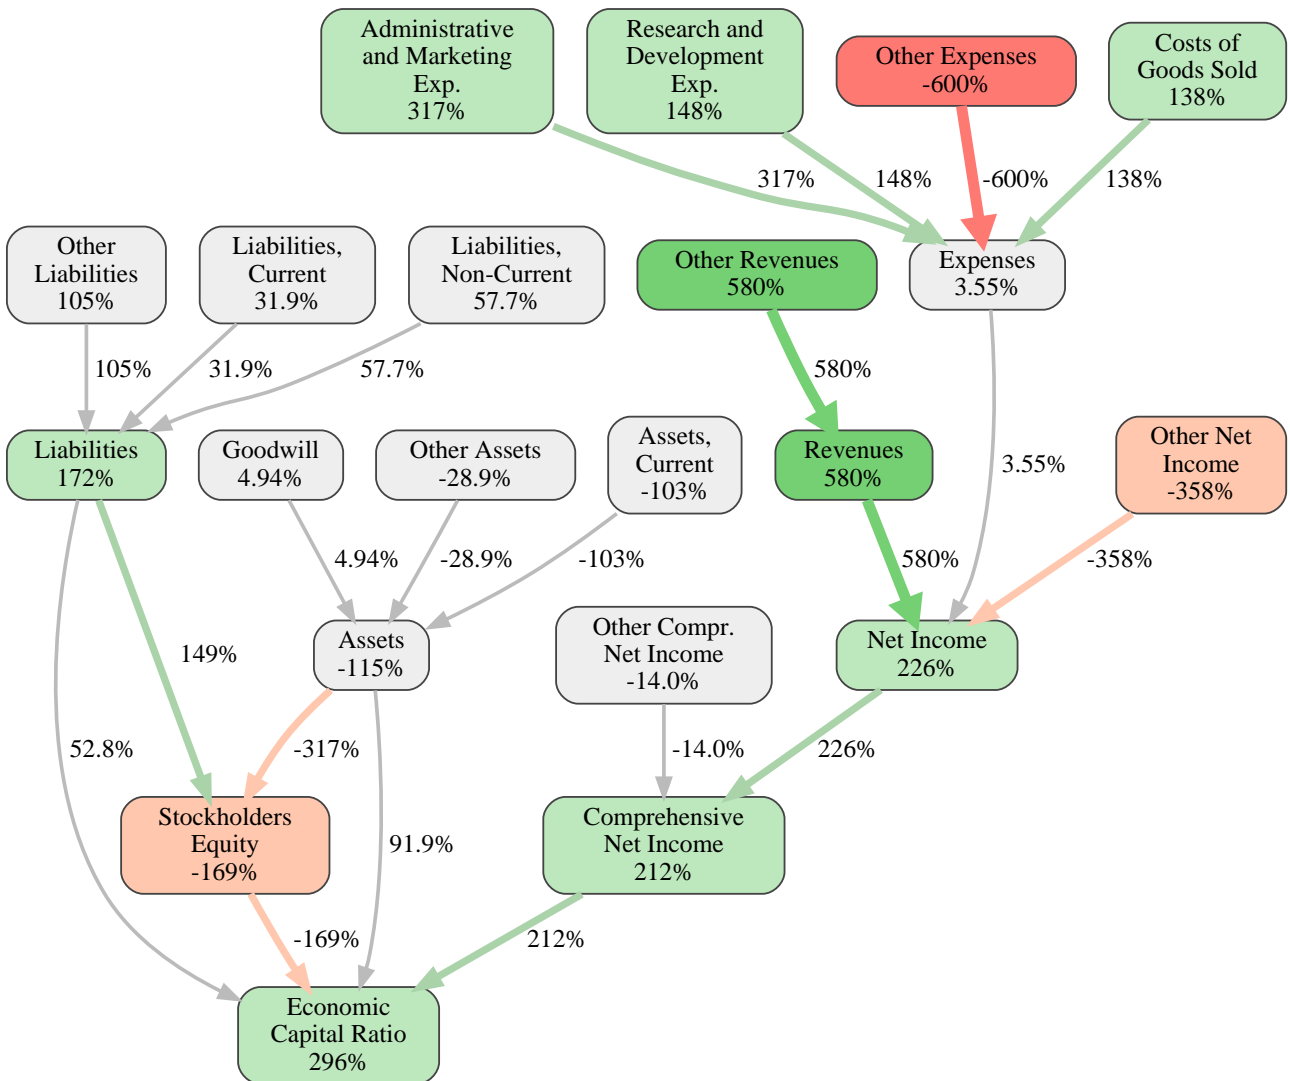 Administrative
and Marketing
Exp.
317%
Research and
Development
Exp.
148%
Other Expenses
-600%
Costs of
Goods Sold
138%
317%
148%
-600%
138%
Other
Liabilities
105%
Liabilities,
Current
31.9%
Liabilities,
Non-Current
57.7%
Other Revenues
580%
Expenses
3.55%
105%
31.9%
57.7%
580%
Liabilities
172%
Goodwill
4.94%
Other Assets
-28.9%
Assets,
Current
-103%
Revenues
580%
3.55%
Other Net
Income
-358%
4.94%
-28.9%
-103%
580%
-358%
149%
Assets
-115%
Other Compr.
Net Income
-14.0%
Net Income
226%
52.8%
-317%
-14.0%
226%
Stockholders
Equity
-169%
91.9%
Comprehensive
Net Income
212%
-169%
212%
Economic
Capital Ratio
296%